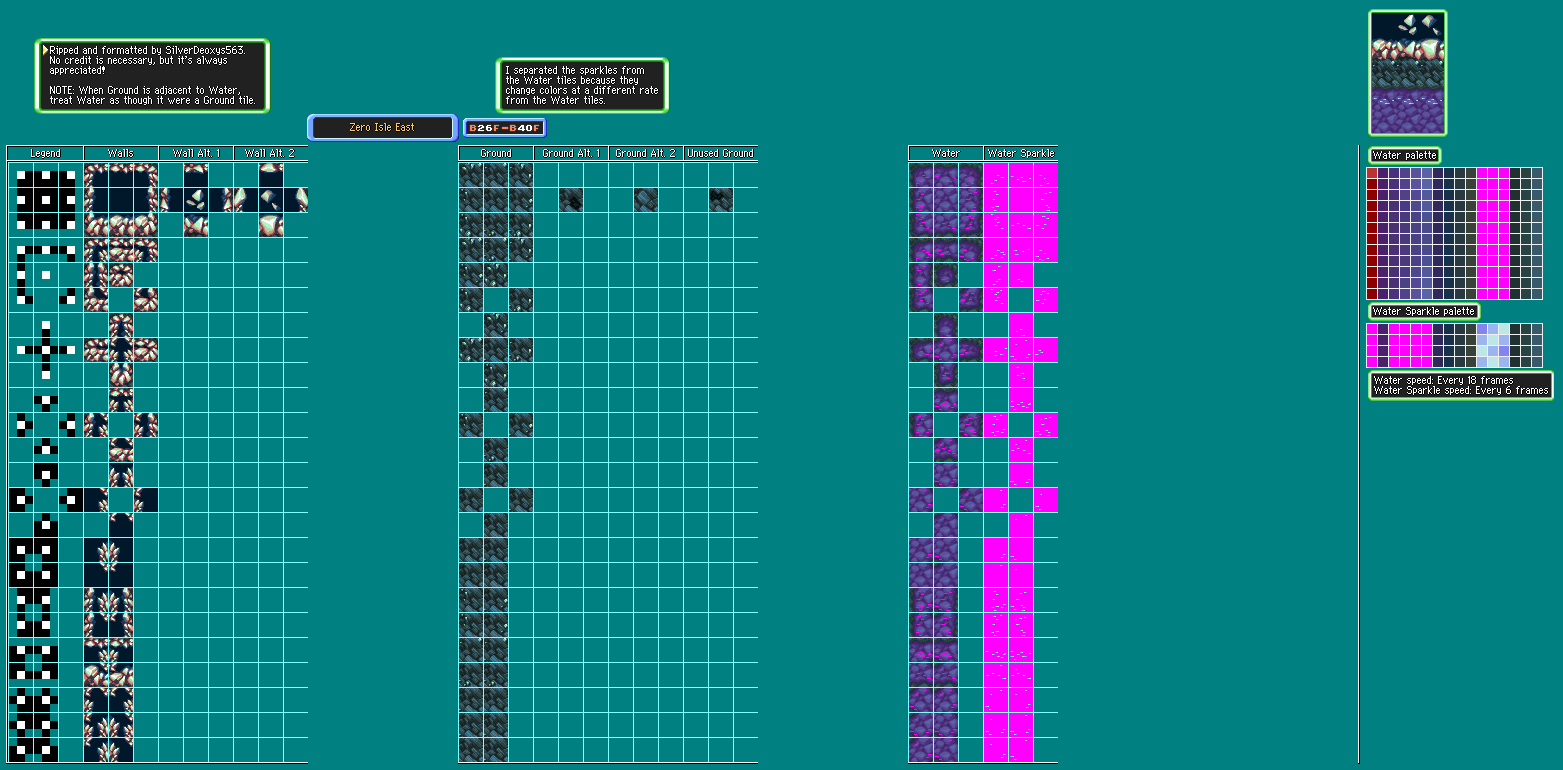 Ripped and formatted by SilverDeoxys563.
No credit is necessary, but it's always
appreciated!
NOTE: When Ground is adjacent to Water,
treat Water as though it were a Ground tile.
I separated the sparkles from
the Water tiles because they
change colors at a different rate
from the Water tiles.
Zero Isle East
B26F-B40F
Legend
Walls
Wall Alt. 1
Wall Alt. 2
Ground
Ground Alt. 1
Ground Alt. 2
Unused Ground
Water
Water Sparkle
Water palette
Water Sparkle palette
Water speed: Every 18 frames
Water Sparkle speed: Every 6 frames